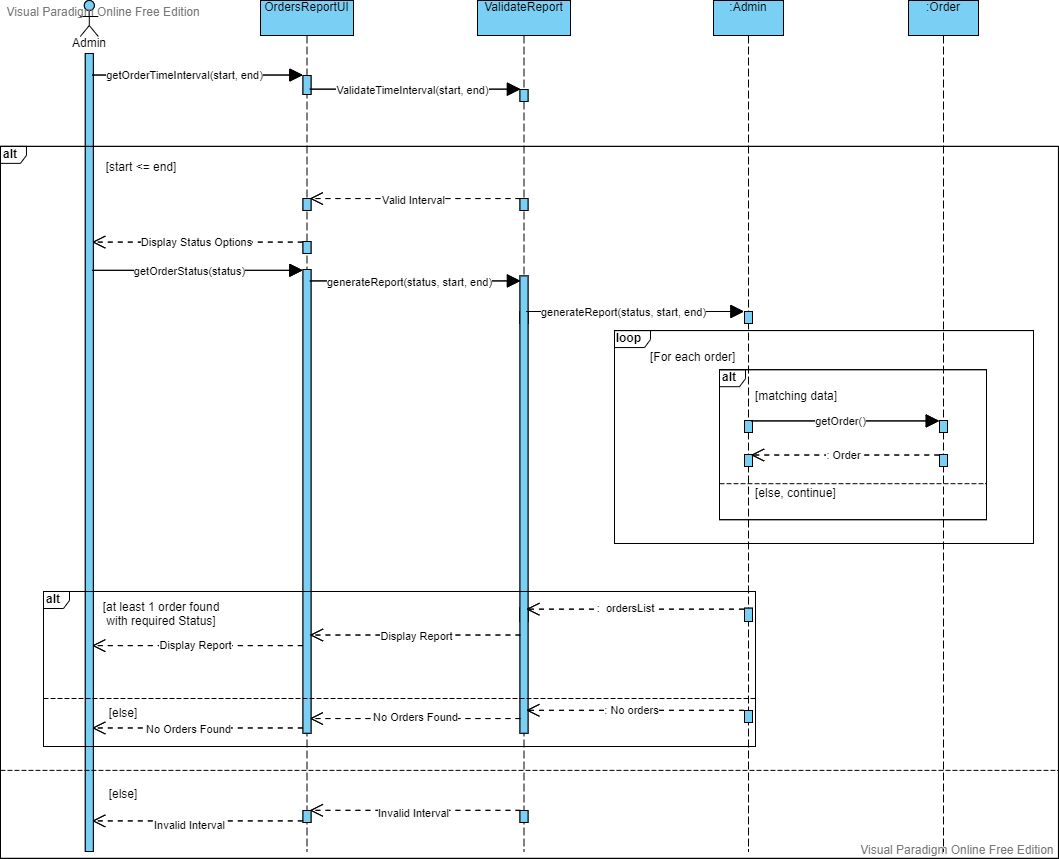 Visual Paradigm Online Free Edition
OrdersReportUI
ValidateReport
:Admin
:Order
Admin
getOrderTimeInterval(start, end)
ValidateTimeInterval(start, end)
alt
[start <= end]
Valid Interval
Display Status Options
getOrderStatus(status)
generateReport(status, start, end)
generateReport(status, start, end)
loop
[For each order]
alt
[matching data]
getOrder()
: Order
[else, continue]
alt
[at least 1 order found
with required Status]
: ordersList
Display Report
Display Report
[else]
: No orders
No Orders Found
No Orders Found
[else]
Invalid Interval
Invalid Interval
Visual Paradigm Online Free Edition